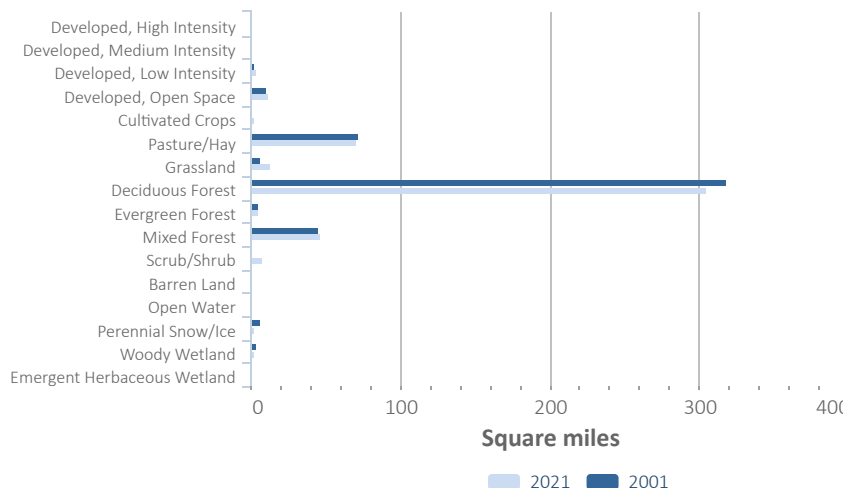 Developed, High Intensity
Developed, Medium Intensity
Developed, Low Intensity
Developed, Open Space
Cultivated Crops
Pasture/Hay
Grassland
Deciduous Forest
Evergreen Forest
Mixed Forest
Scrub/Shrub
Barren Land
Open Water
Perennial Snow/Ice
Woody Wetland
Emergent Herbaceous Wetland
0 100 200 300 400
Square miles
2021 2001